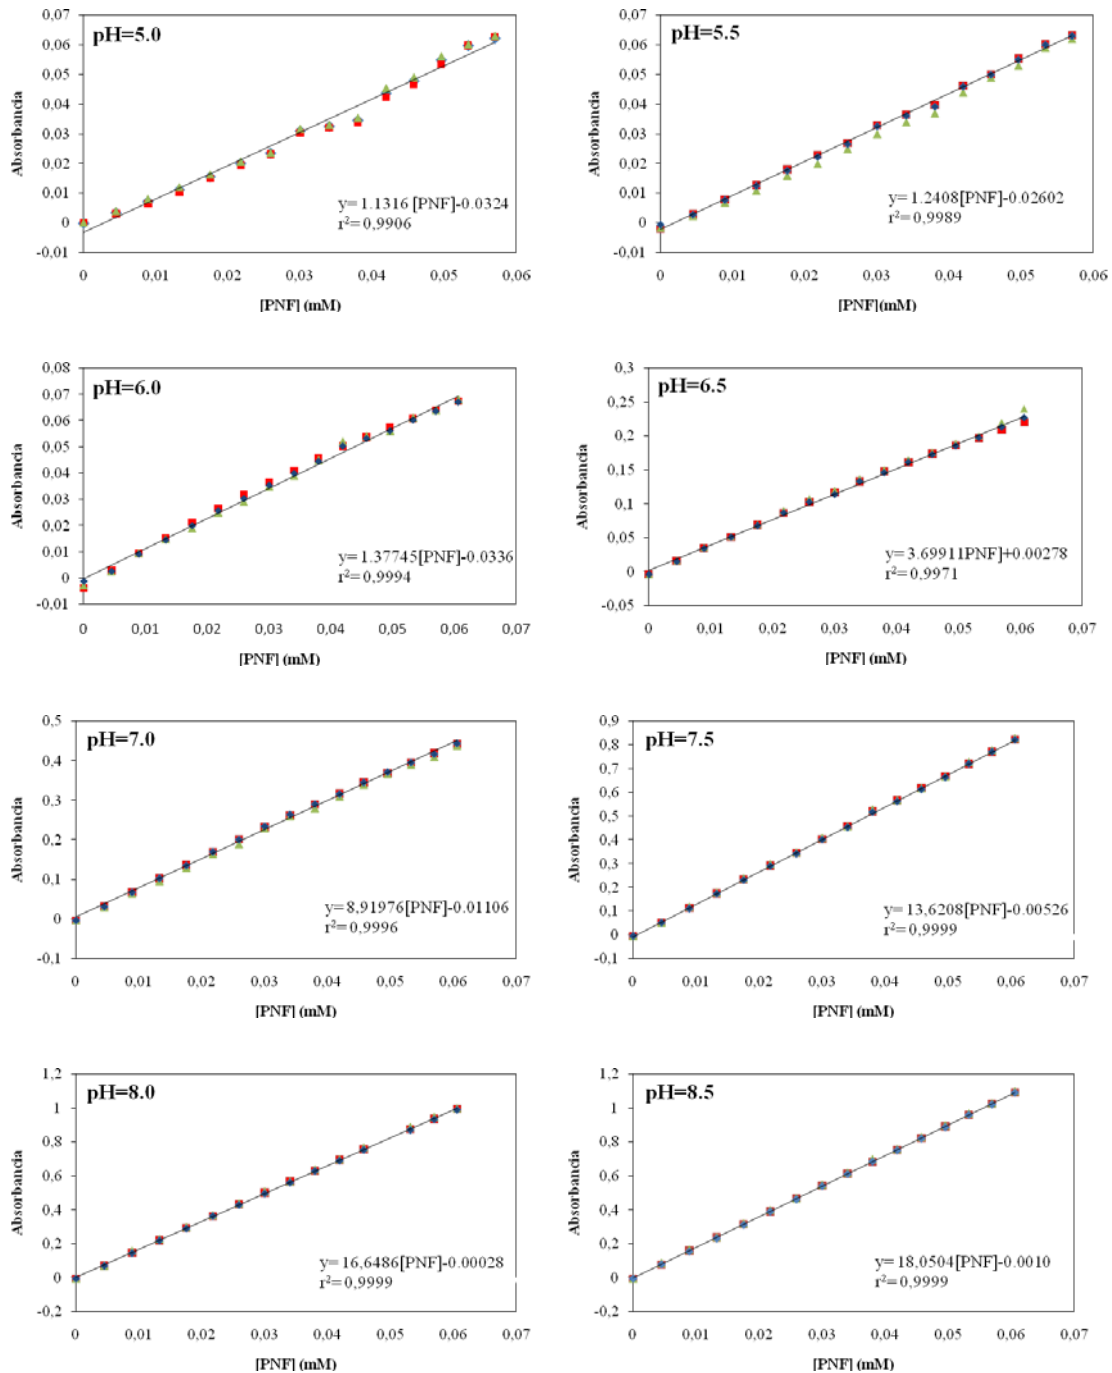 pH=5.0
0,07
0,06
0,05
0,04
0,03
0,02
0,01
0
-0,01
Absorbancia
y= 1.1316 [PNF]-0.0324
r²= 0,9906
0 0,01 0,02 0,03 0,04 0,05 0,06
[PNF] (mM)
pH=5.5
0,07
0,06
0,05
0,04
0,03
0,02
0,01
0
-0,01
Absorbancia
y= 1.2408[PNF]-0.02602
r²= 0,9989
0 0,01 0,02 0,03 0,04 0,05 0,06
[PNF](mM)
pH=6.0
0,08
0,07
0,06
0,05
0,04
0,03
0,02
0,01
0
-0,01
Absorbancia
y= 1.37745[PNF]-0.0336
r²= 0,9994
0 0,01 0,02 0,03 0,04 0,05 0,06 0,07
[PNF] (mM)
pH=6.5
0,3
0,25
0,2
0,15
0,1
0,05
0
-0,05
Absorbancia
y= 3.69911PNF]+0.00278
r²= 0,9971
0 0,01 0,02 0,03 0,04 0,05 0,06 0,07
[PNF] (mM)
pH=7.0
0,5
0,4
0,3
0,2
0,1
0
-0,1
Absorbancia
y= 8,91976[PNF]-0.01106
r²= 0,9996
0 0,01 0,02 0,03 0,04 0,05 0,06 0,07
[PNF] (mM)
pH=7.5
0,9
0,8
0,7
0,6
0,5
0,4
0,3
0,2
0,1
0
-0,1
Absorbancia
y= 13,6208[PNF]-0.00526
r²= 0,9999
0 0,01 0,02 0,03 0,04 0,05 0,06 0,07
[PNF] (mM)
pH=8.0
1,2
1
0,8
0,6
0,4
0,2
0
-0,2
Absorbancia
y= 16,6486[PNF]-0.00028
r²= 0,9999
0 0,01 0,02 0,03 0,04 0,05 0,06 0,07
[PNF] (mM)
pH=8.5
1,2
1
0,8
0,6
0,4
0,2
0
-0,2
Absorbancia
y= 18,0504[PNF]-0.0010
r²= 0,9999
0 0,01 0,02 0,03 0,04 0,05 0,06 0,07
[PNF] (mM)